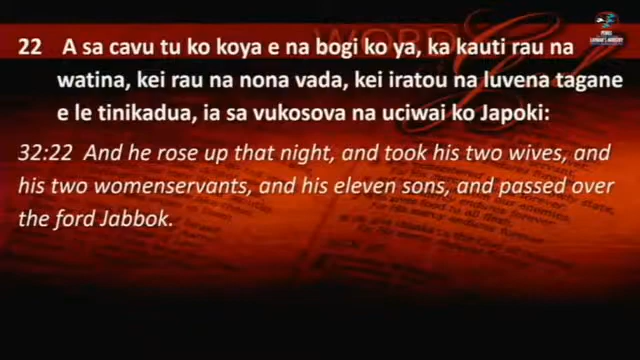 22 A sa cavu tu ko koya e na bogi ko ya, ka kauti rau na
watina, kei rau na nona vada, kei iratou na luvena tagane
e le tinikadua, ia sa vukosova na uciwai ko Japoki:
32:22 And he rose up that night, and took his two wives, and
his two womenservants, and his eleven sons, and passed over
the ford Jabbok.